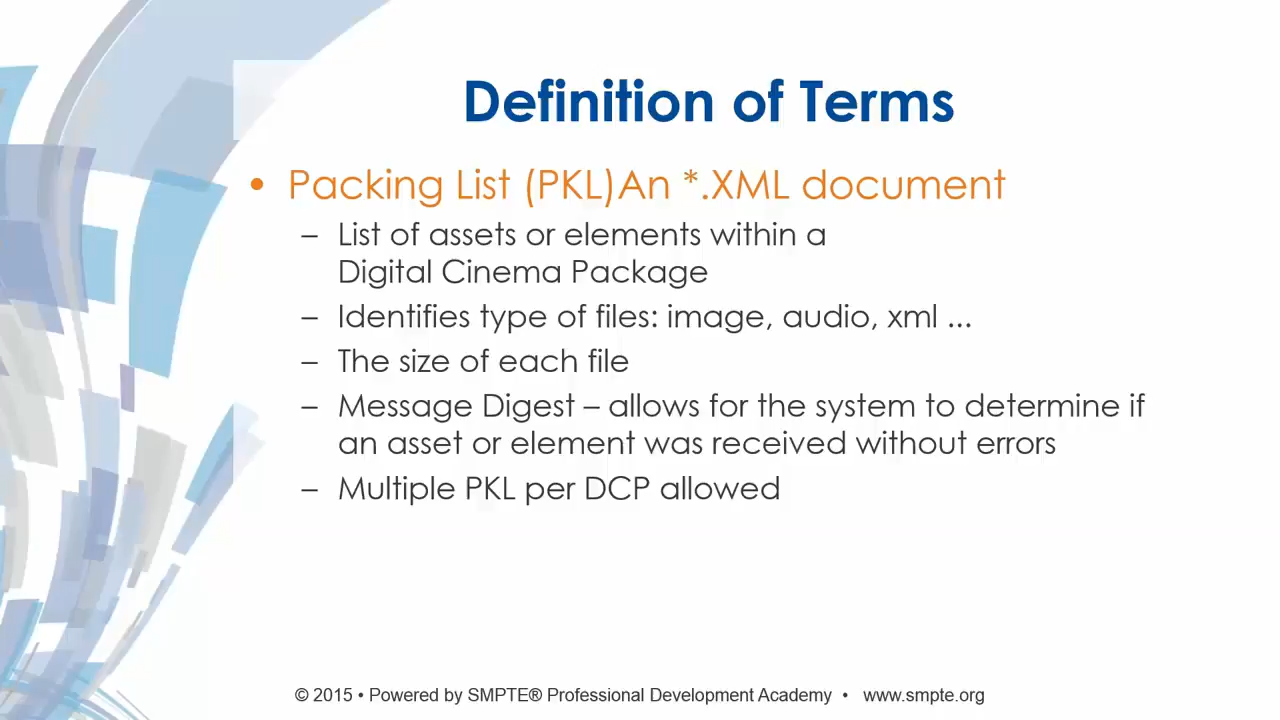 Definition of Terms
• Packing List (PKL)An *.XML document
– List of assets or elements within a
Digital Cinema Package
– Identifies type of files: image, audio, xml ...
– The size of each file
– Message Digest – allows for the system to determine if
an asset or element was received without errors
– Multiple PKL per DCP allowed
© 2015 • Powered by SMPTE® Professional Development Academy • www.smpte.org